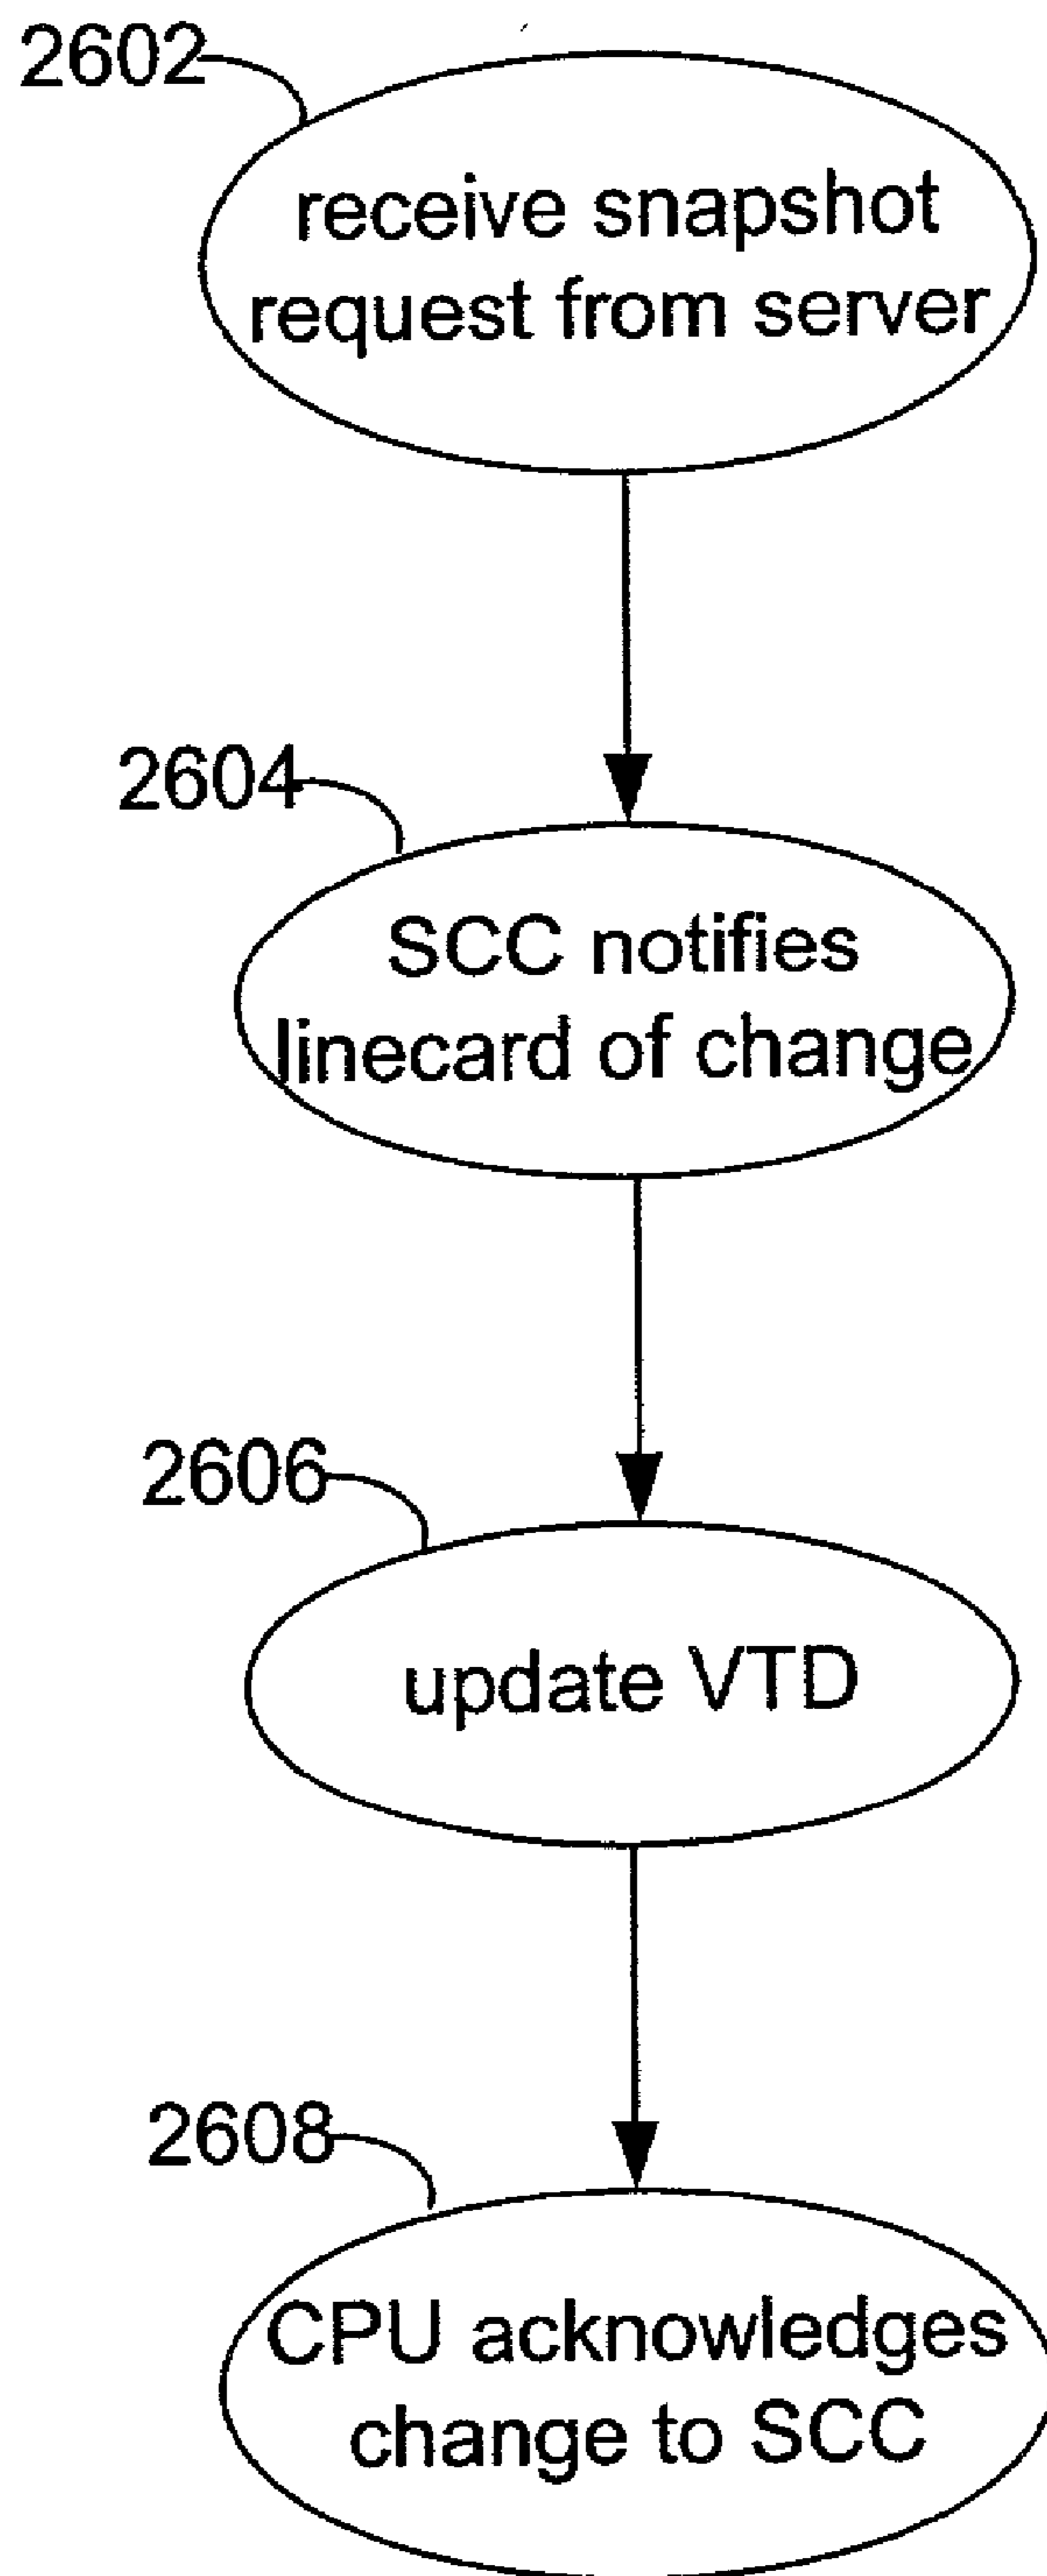 2602
receive snapshot
request from server
2604
SCC notifies
linecard of change
2606
update VTD
2608
CPU acknowledges
change to SCC